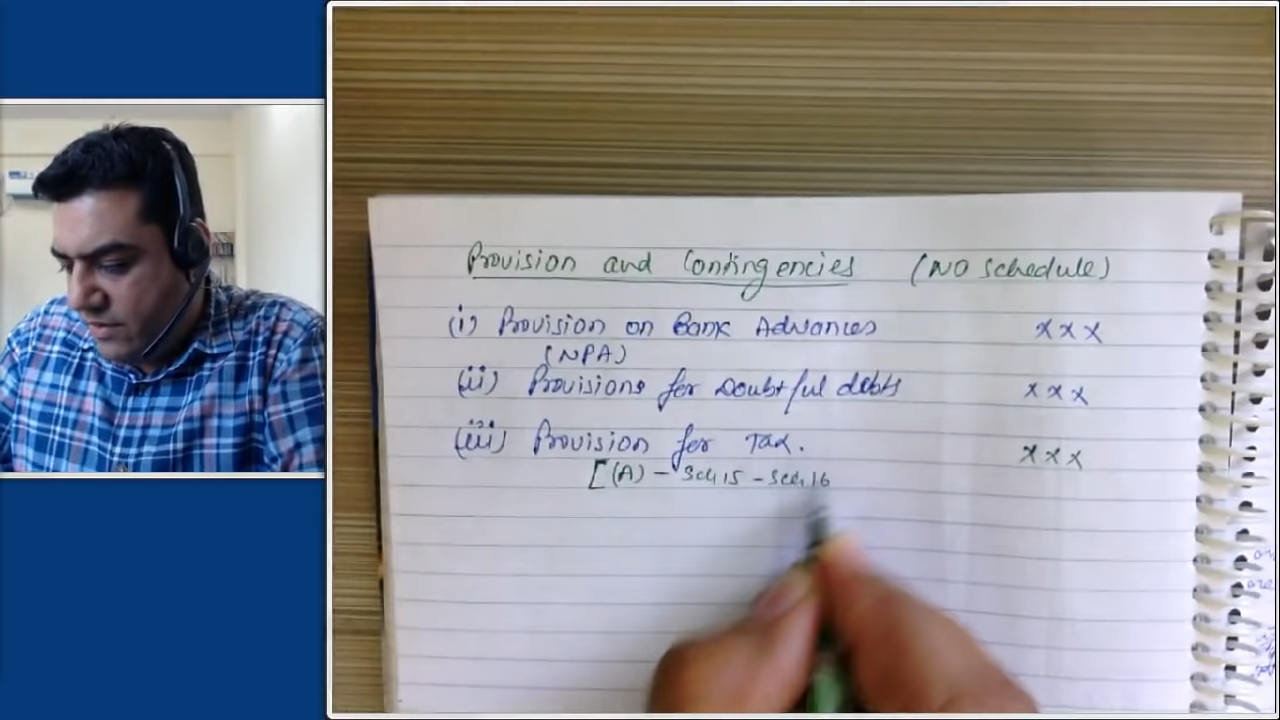 Provision and Contingencies (NO Schedule)
(i) Provision on Bank Advances xxx
(NPA)
(ii) Provisions for Doubtful debts xxx
(iii) Provision for Tax. xxx
[(A) - Sch 15 - Sch 16